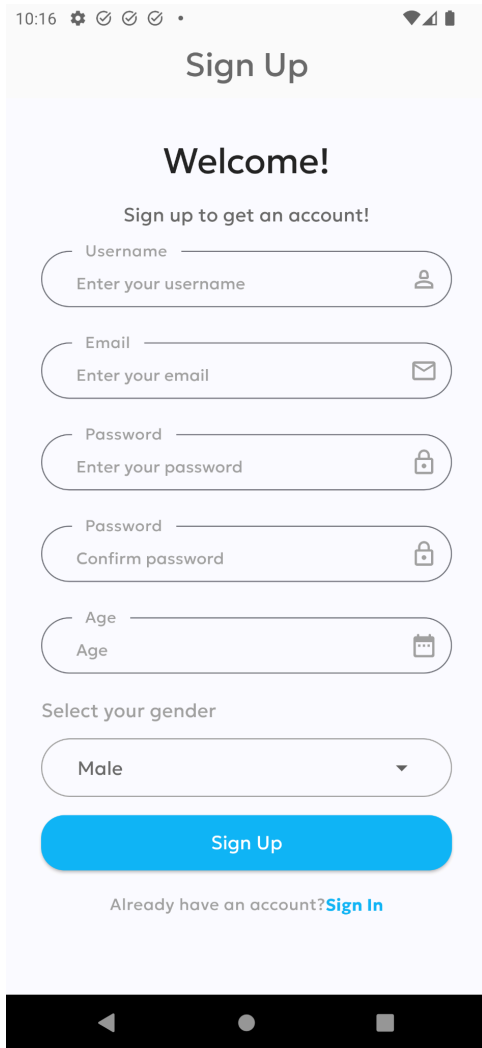 10:16
Sign Up
Welcome!
Sign up to get an account!
Username
Enter your username
Email
Enter your email
Password
Enter your password
Password
Confirm password
Age
Age
Select your gender
Male
Sign Up
Already have an account?Sign In